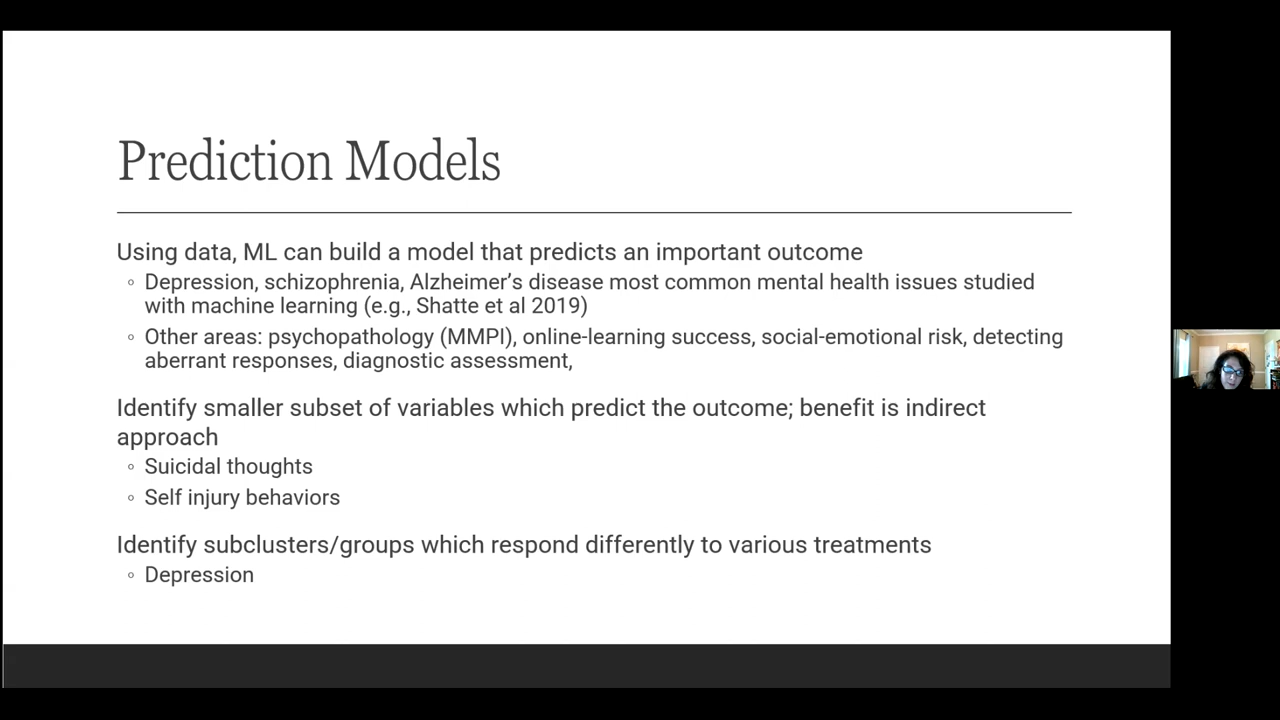 Prediction Models
Using data, ML can build a model that predicts an important outcome
◦ Depression, schizophrenia, Alzheimer’s disease most common mental health issues studied
with machine learning (e.g., Shatte et al 2019)
◦ Other areas: psychopathology (MMPI), online-learning success, social-emotional risk, detecting
aberrant responses, diagnostic assessment,
Identify smaller subset of variables which predict the outcome; benefit is indirect
approach
◦ Suicidal thoughts
◦ Self injury behaviors
Identify subclusters/groups which respond differently to various treatments
◦ Depression